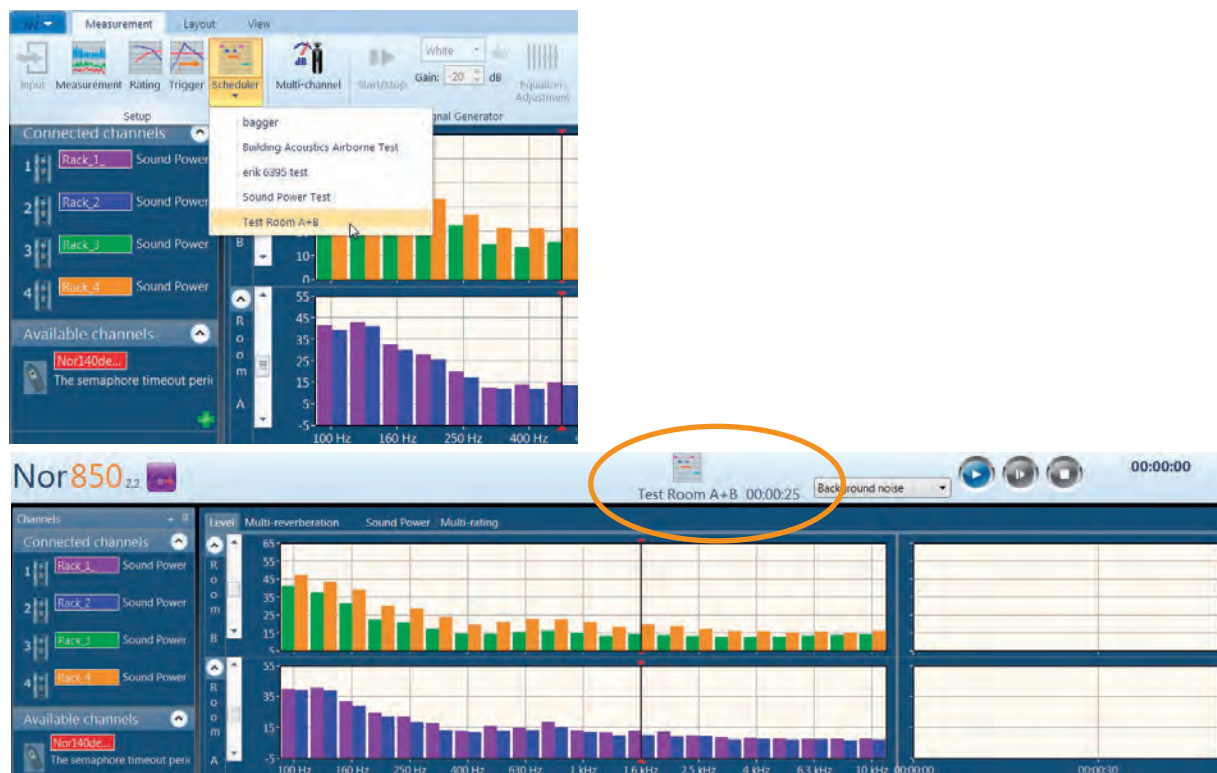 Measurement Layout View
Input Measurement Rating Trigger Scheduler Multi-channel Start/Stop White
Gain: -20 dB
Equalizer
Adjustment
Setup
Signal Generator
bagger
Building Acoustics Airborne Test
erik 6395 test
Sound Power Test
Test Room A+B
Connected channels
1 Rack_1_ Sound Power
2 Rack_2 Sound Power
3 Rack_3 Sound Power
4 Rack_4 Sound Power
Available channels
Nor140de...
The semaphore timeout peri
B
10
0
Room A
55
45
35
25
15
5
-5
100 Hz 160 Hz 250 Hz 400 Hz
Nor850 2.2
Test Room A+B 00:00:25
Background noise
00:00:00
Channels
Connected channels
1 Rack_1_ Sound Power
2 Rack_2 Sound Power
3 Rack_3 Sound Power
4 Rack_4 Sound Power
Available channels
Nor140de...
The semaphore timeout peri
Level Multi-reverberation Sound Power Multi-rating
Room B
65
55
45
35
25
15
5
Room A
55
35
15
-5
100 Hz 160 Hz 250 Hz 400 Hz 630 Hz 1 kHz 1.6 kHz 2.5 kHz 4 kHz 6.3 kHz 10 kHz 00:00:00 00:00:30